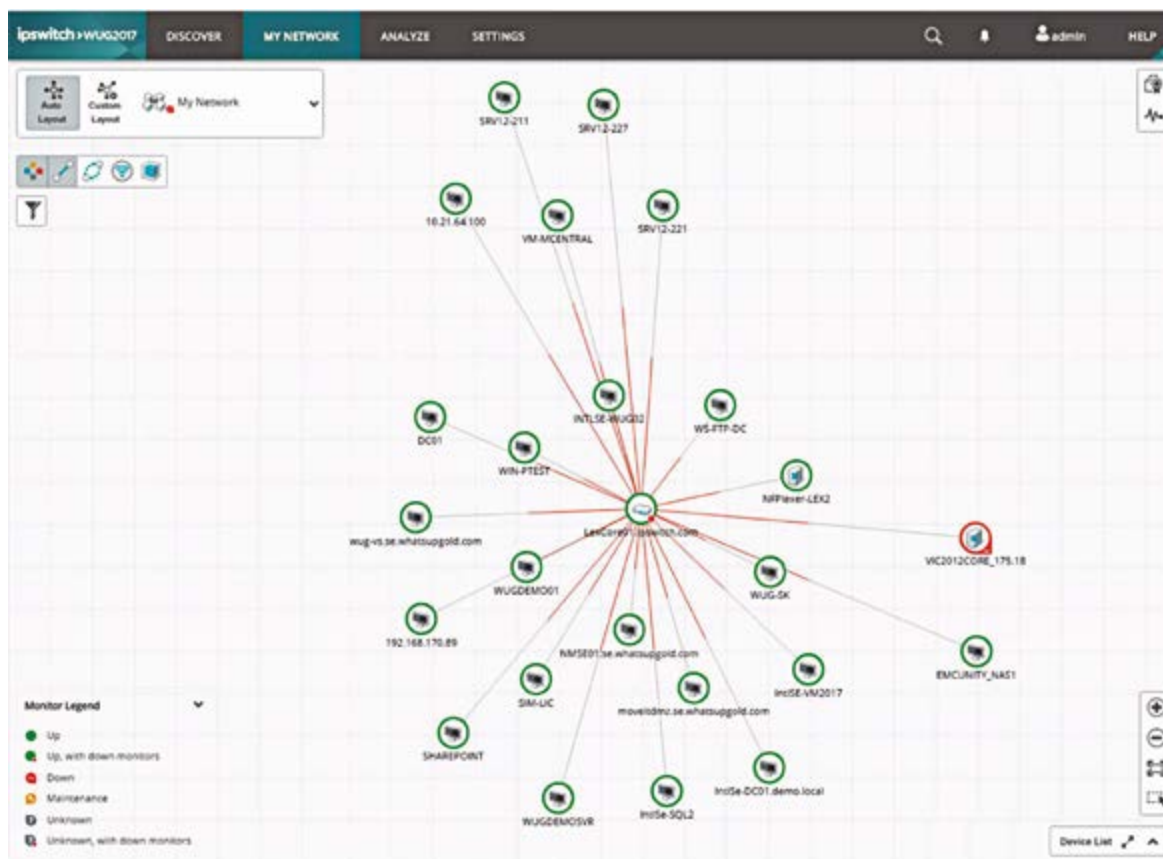 ipswitch › WUG2017 DISCOVER MY NETWORK ANALYZE SETTINGS admin HELP
Auto Layout
Custom Layout
My Network
SRV12-211
SRV12-227
10.21.64.100
VM-MCENTRAL
SRV12-221
INTLSE-WUG02
WS-FTP-DC
DC01
WIN-PTEST
NFPlexer-LEX2
LexCore01.ipswitch.com
wug-vs.se.whatsupgold.com
VIC2012CORE_175.18
WUGDEMO01
WUG-SK
192.168.170.89
NMSE01.se.whatsupgold.com
EMCUNITY_NAS1
SIM-LIC
IntlSE-VM2017
moveitdmz.se.whatsupgold.com
SHAREPOINT
IntlSe-DC01.demo.local
WUGDEMOSVR
IntlSe-SQL2
Monitor Legend
Up
Up, with down monitors
Down
Maintenance
Unknown
Unknown, with down monitors
Device List